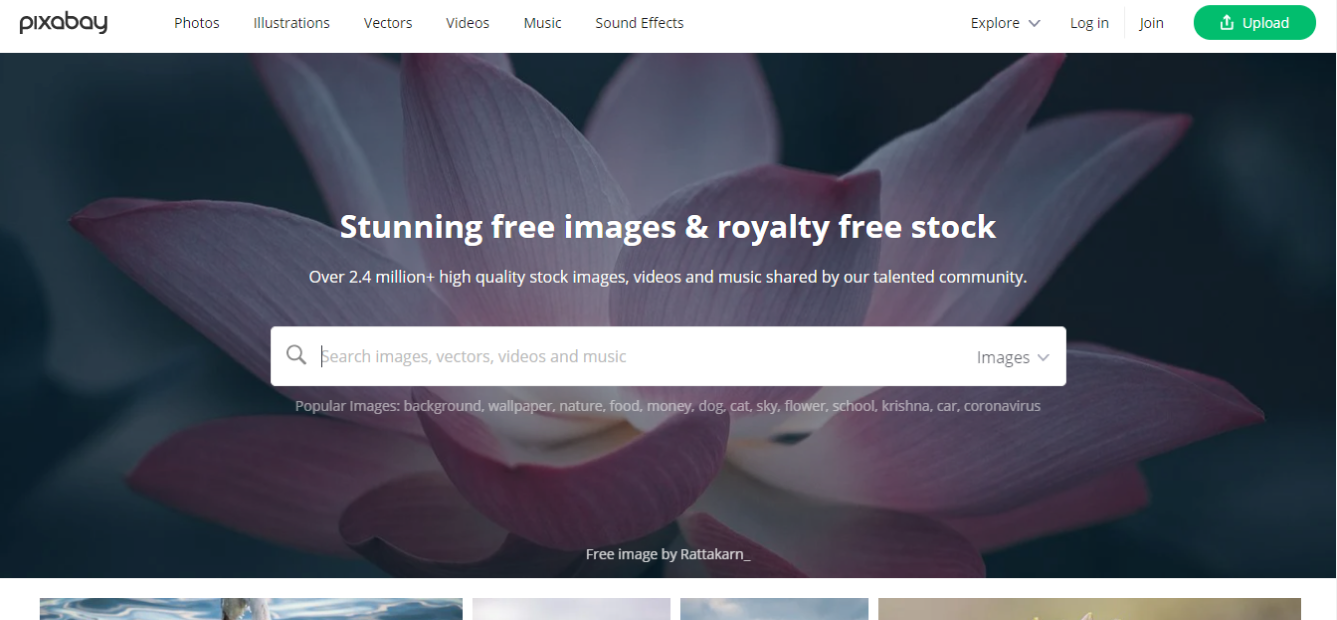 pixabay Photos Illustrations Vectors Videos Music Sound Effects Explore Log in Join Upload
Stunning free images & royalty free stock
Over 2.4 million+ high quality stock images, videos and music shared by our talented community.
Search images, vectors, videos and music Images
Popular Images: background, wallpaper, nature, food, money, dog, cat, sky, flower, school, krishna, car, coronavirus
Free image by Rattakarn_